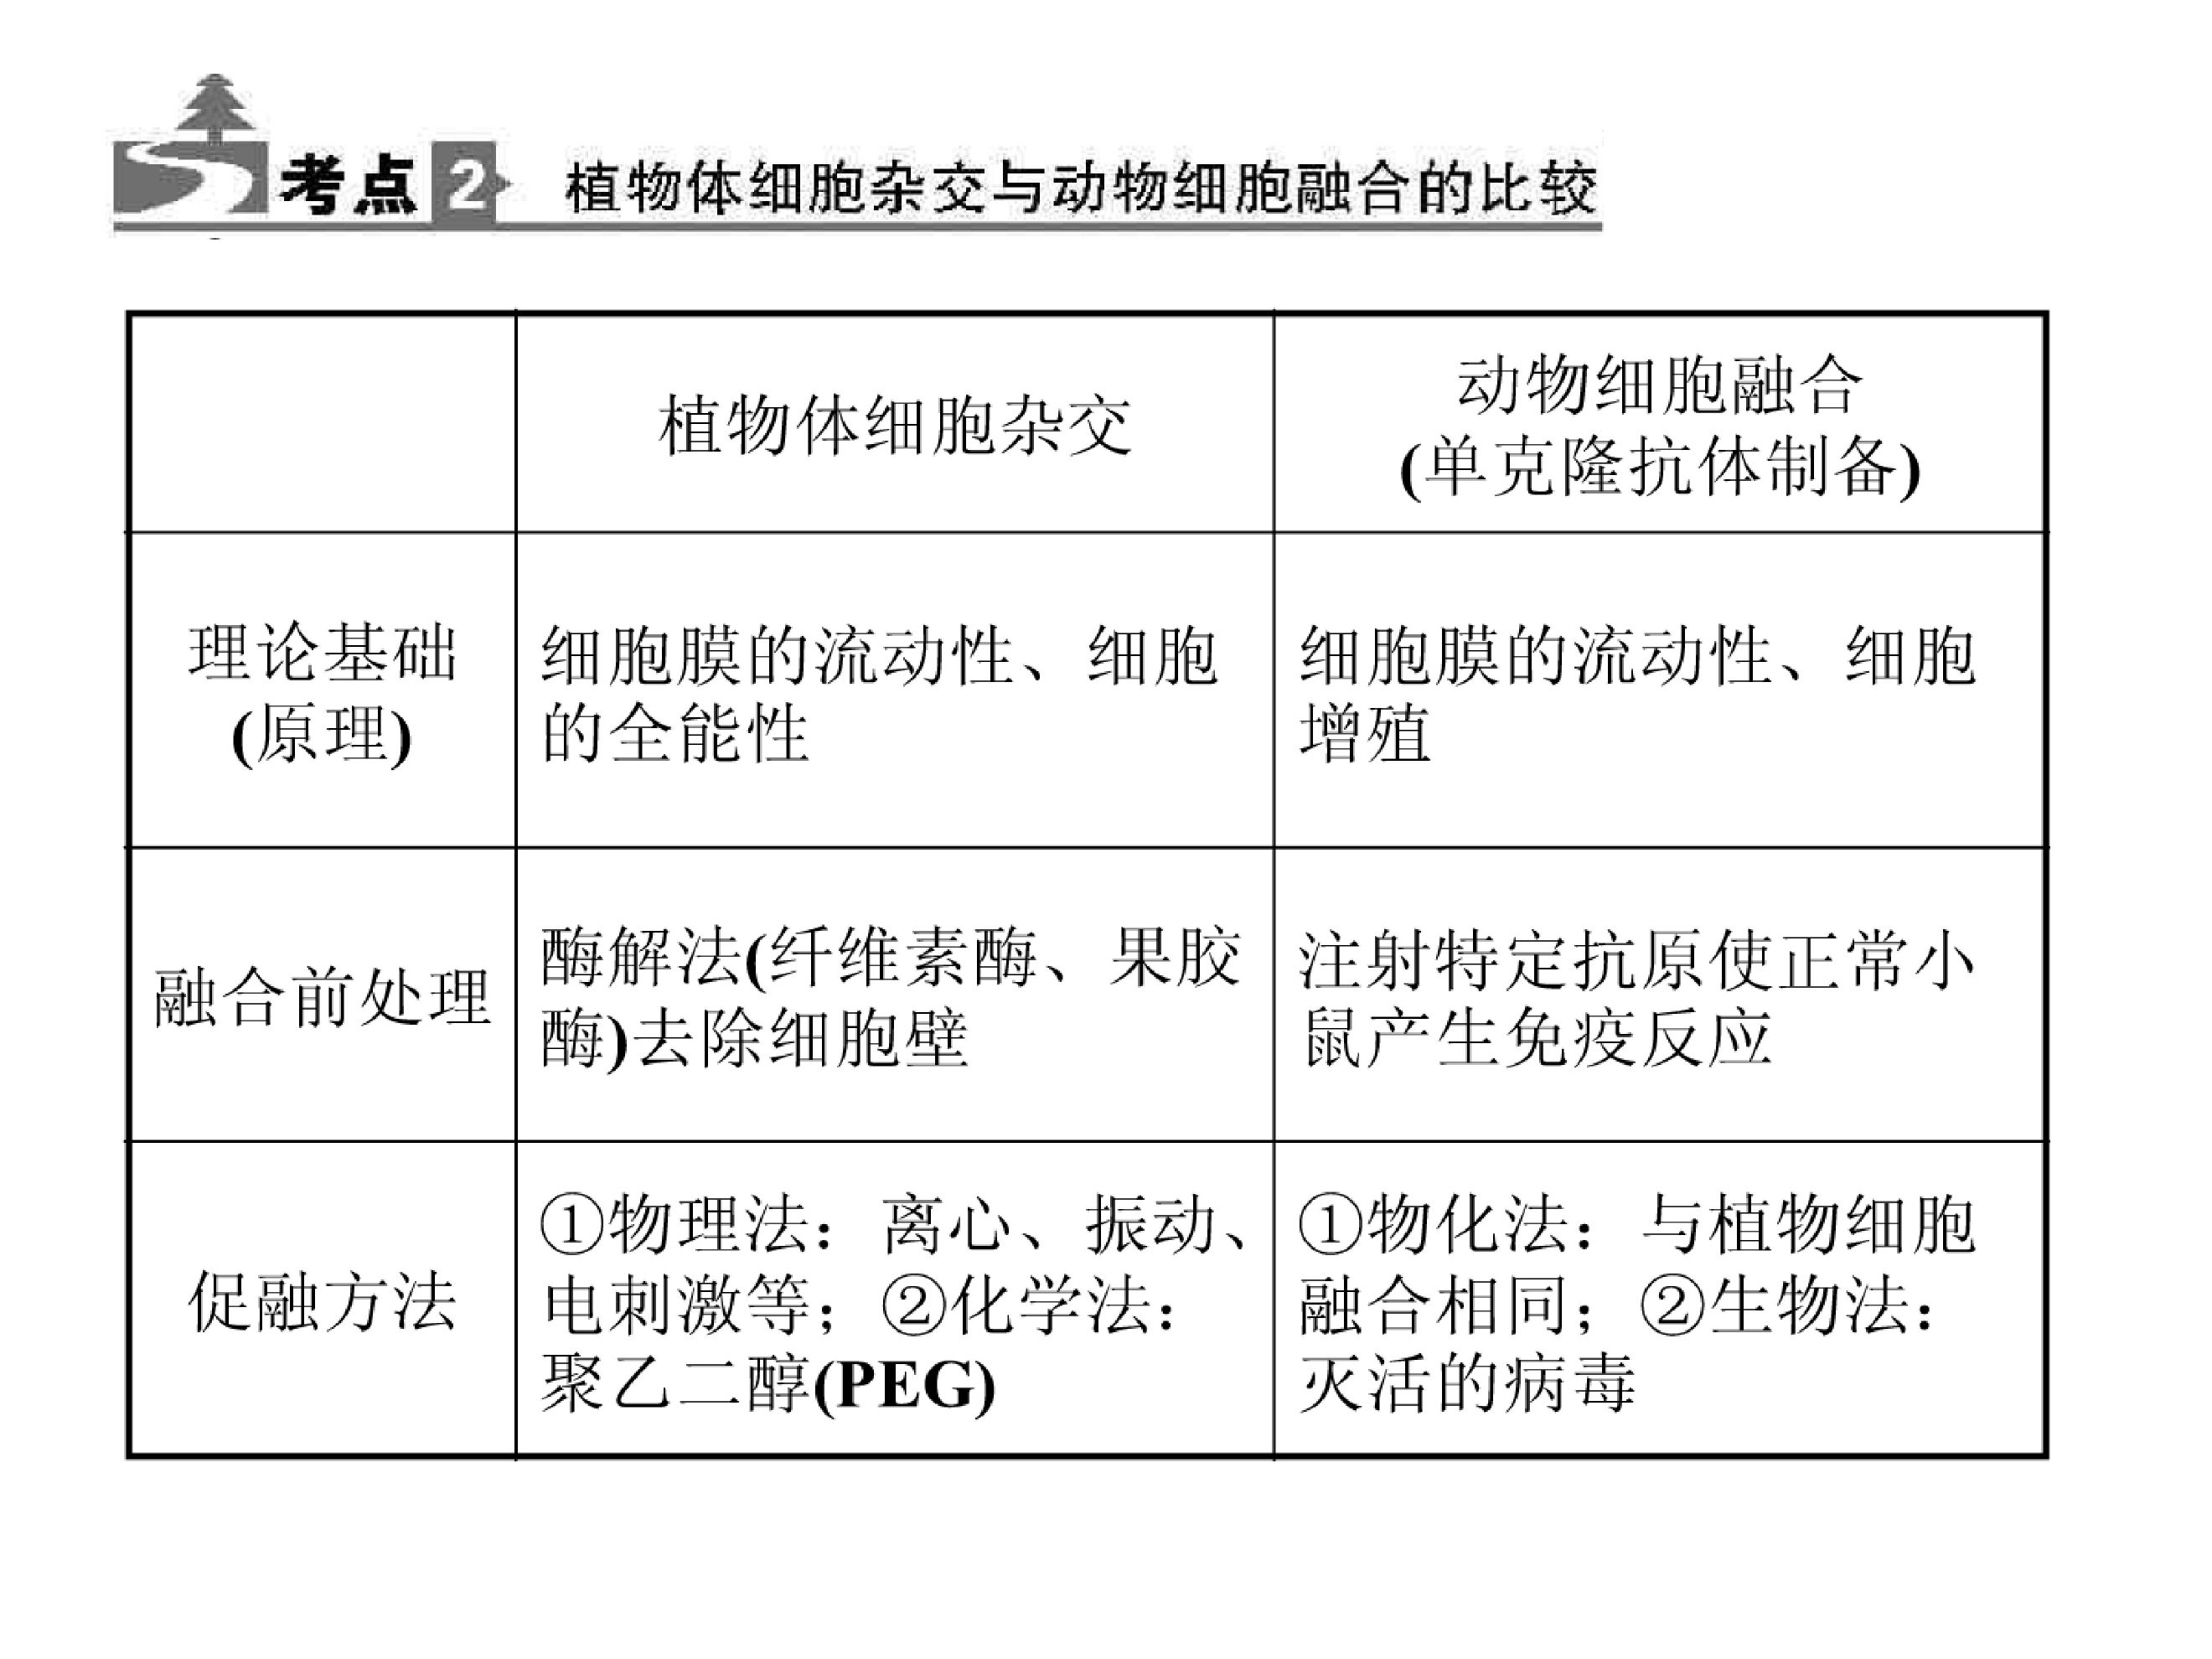 考点2 植物体细胞杂交与动物细胞融合的比较
植物体细胞杂交
动物细胞融合
(单克隆抗体制备)
理论基础
(原理)
细胞膜的流动性、细胞
的全能性
细胞膜的流动性、细胞
增殖
融合前处理
酶解法(纤维素酶、果胶
酶)去除细胞壁
注射特定抗原使正常小
鼠产生免疫反应
促融方法
①物理法：离心、振动、
电刺激等；②化学法：
聚乙二醇(PEG)
①物化法：与植物细胞
融合相同；②生物法：
灭活的病毒